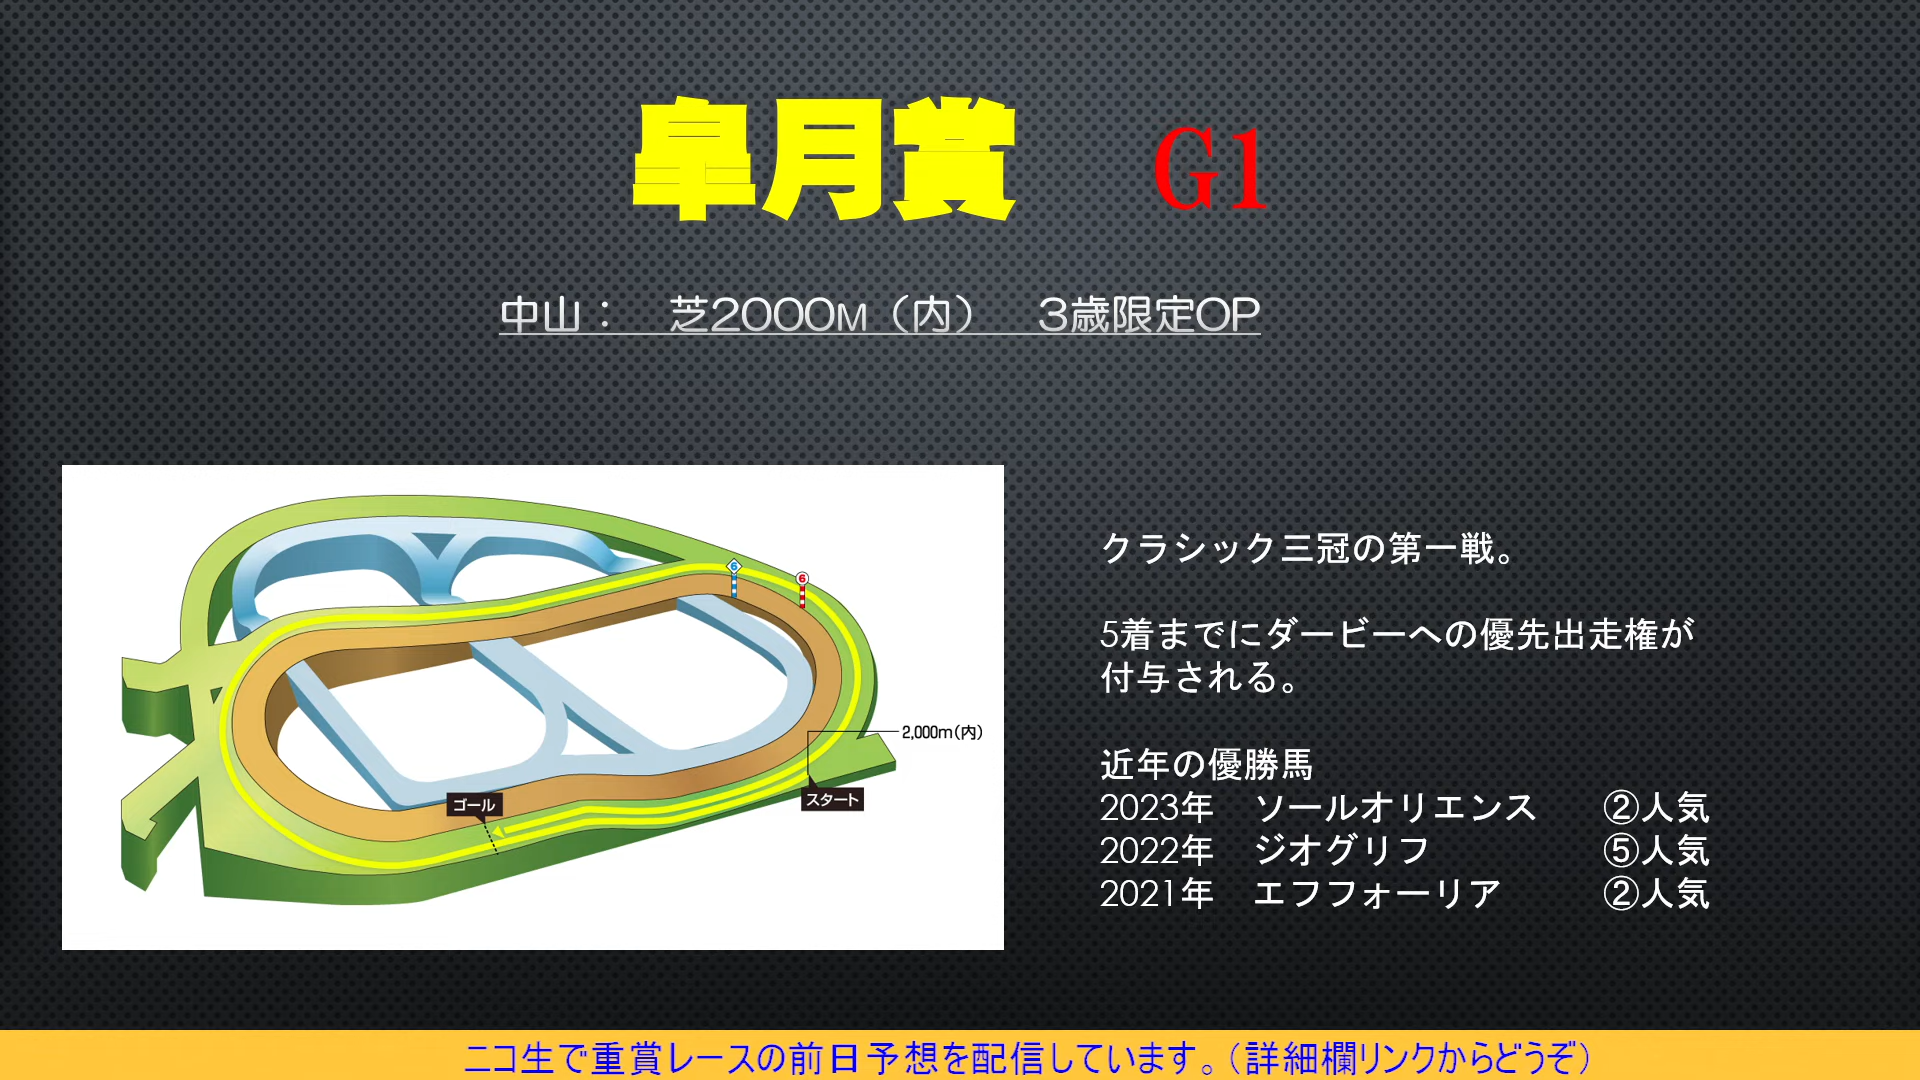 皐月賞 G1
中山： 芝2000M（内） 3歳限定OP
6
6
2,000m(内)
スタート
ゴール
クラシック三冠の第一戦。
5着までにダービーへの優先出走権が
付与される。
近年の優勝馬
2023年 ソールオリエンス ②人気
2022年 ジオグリフ ⑤人気
2021年 エフフォーリア ②人気
ニコ生で重賞レースの前日予想を配信しています。（詳細欄リンクからどうぞ）